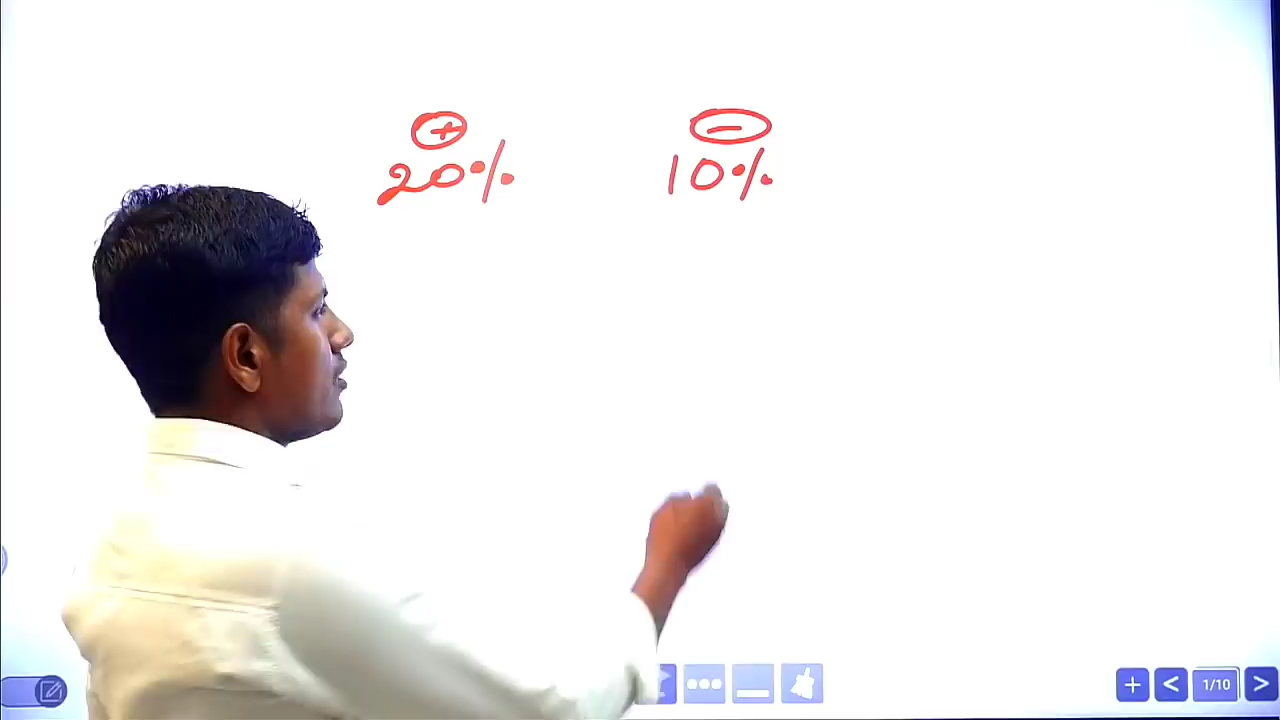 + -
20% 10%
+ < 1/10 >